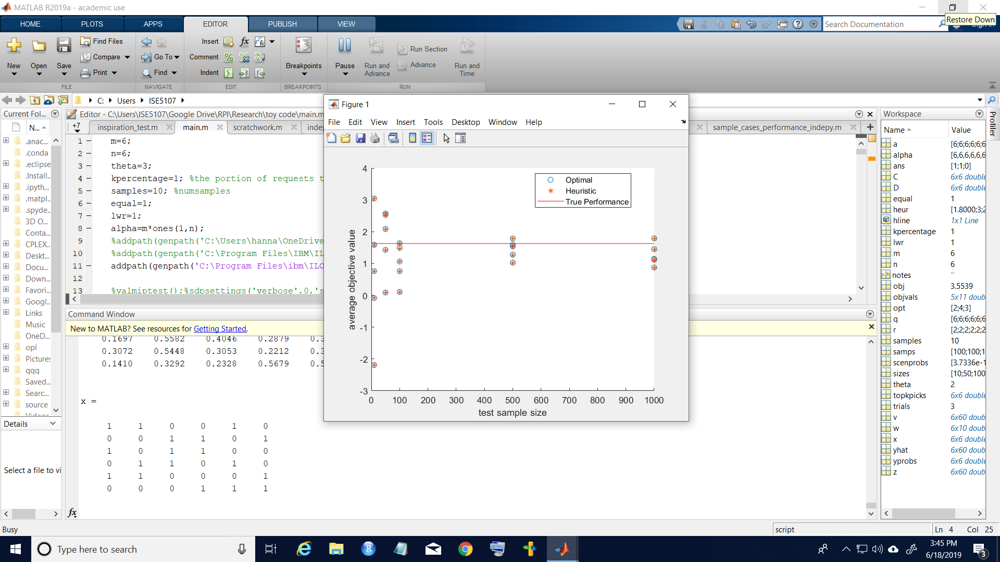 MATLAB R2019a - academic use
Restore Down
HOME PLOTS APPS EDITOR PUBLISH VIEW
Search Documentation
New Open Save
Find Files
Compare
Print
FILE
Go To
Find
NAVIGATE
Insert
Comment
Indent
fx
EDIT
Breakpoints
BREAKPOINTS
Pause
Run and Advance
Run Section
Advance
Run and Time
RUN
C: Users ISE5107
Current Fol...
N...
.anac...
.conda
.eclipse
.Install...
.ipyth...
.matpl...
.spyde...
3D O...
Conta...
CPLEX
Deskt...
Docu...
Down...
Favori...
Googl...
Links
Music
OneD...
opl
Pictures
qqq
Saved...
Searc...
source
Videos
Details
Select a file to vi
Editor - C:\Users\ISE5107\Google Drive\RPI\Research\toy code\main.m
+7 inspiration_test.m main.m scratchwork.m indep sample_cases_performance_indepy.m
1 m=6;
2 n=6;
3 theta=3;
4 kpercentage=1; %the portion of requests t
5 samples=10; %numsamples
6 equal=1;
7 lwr=1;
8 alpha=m*ones(1,n);
9 %addpath(genpath('C:\Users\hanna\OneDrive
10 %addpath(genpath('C:\Program Files\IBM\IL
11 addpath(genpath('C:\Program Files\ibm\ILO
12
13 %yalmiptest();%sdpsettings('verbose',0,'s
Command Window
New to MATLAB? See resources for Getting Started.
0.1697 0.5582 0.4046 0.2879 0.3
0.3072 0.5448 0.3053 0.2212 0.3
0.1410 0.3292 0.2328 0.5679 0.5
x =
1 1 0 0 1 0
0 0 1 1 0 1
1 0 1 1 0 0
0 1 1 0 1 0
1 1 0 0 0 1
0 0 0 1 1 1
fx
Figure 1
File Edit View Insert Tools Desktop Window Help
4
3
2
1
0
-1
-2
-3
average objective value
Optimal
Heuristic
True Performance
0 100 200 300 400 500 600 700 800 900 1000
test sample size
Workspace
Profiler
Name Value
a [6;6;6;6;6;6
alpha [6,6,6,6,6,6
ans [1;1;0]
C 6x6 double
D 6x6 double
equal 1
heur [1.8000;3;2
hline 1x1 Line
kpercentage 1
lwr 1
m 6
n 6
notes ''
obj 3.5539
objvals 5x11 doub
opt [2;4;3]
q [6;6;6;6;6;6
r [2;2;2;2;2;2
samples 10
samps [100;100;1
scenprobs [3.7336e-1
sizes [10;50;100
theta 2
topkpicks 6x6 double
trials 3
v 6x60 doub
w 6x10 doub
x 6x6 double
yhat 6x60 doub
yprobs 6x6 double
z 6x60 doub
Busy
script
Ln 4 Col 25
Type here to search
3:45 PM
6/18/2019
3